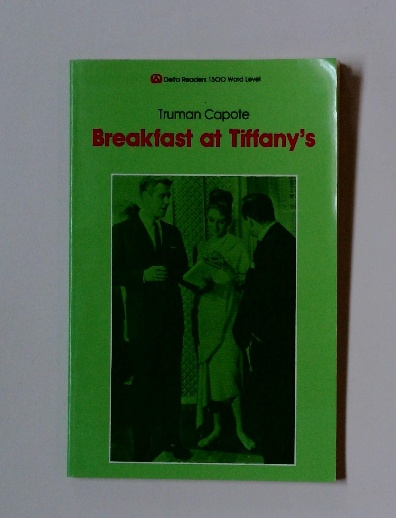 Delta Readers 1500 Word Level
Truman Capote
Breakfast at Tiffany's